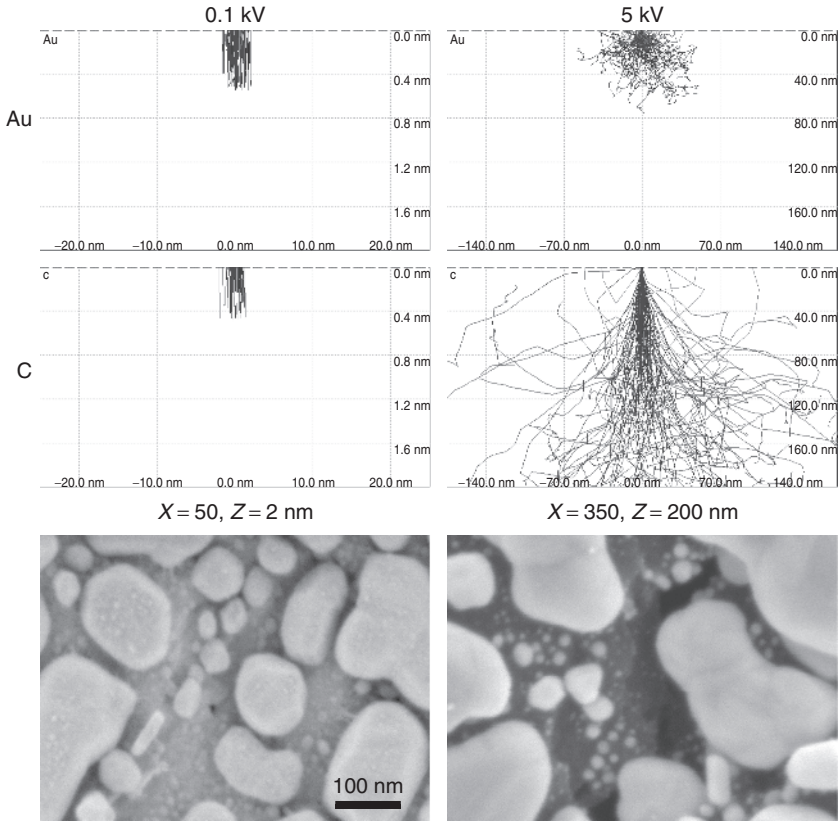 0.1 kV
5 kV
Au
Au
0.0 nm
0.4 nm
0.8 nm
1.2 nm
1.6 nm
−20.0 nm −10.0 nm 0.0 nm 10.0 nm 20.0 nm
Au
0.0 nm
40.0 nm
80.0 nm
120.0 nm
160.0 nm
−140.0 nm −70.0 nm 0.0 nm 70.0 nm 140.0 nm
C
c
0.0 nm
0.4 nm
0.8 nm
1.2 nm
1.6 nm
−20.0 nm −10.0 nm 0.0 nm 10.0 nm 20.0 nm
c
0.0 nm
40.0 nm
80.0 nm
120.0 nm
160.0 nm
−140.0 nm −70.0 nm 0.0 nm 70.0 nm 140.0 nm
X = 50, Z = 2 nm
X = 350, Z = 200 nm
100 nm